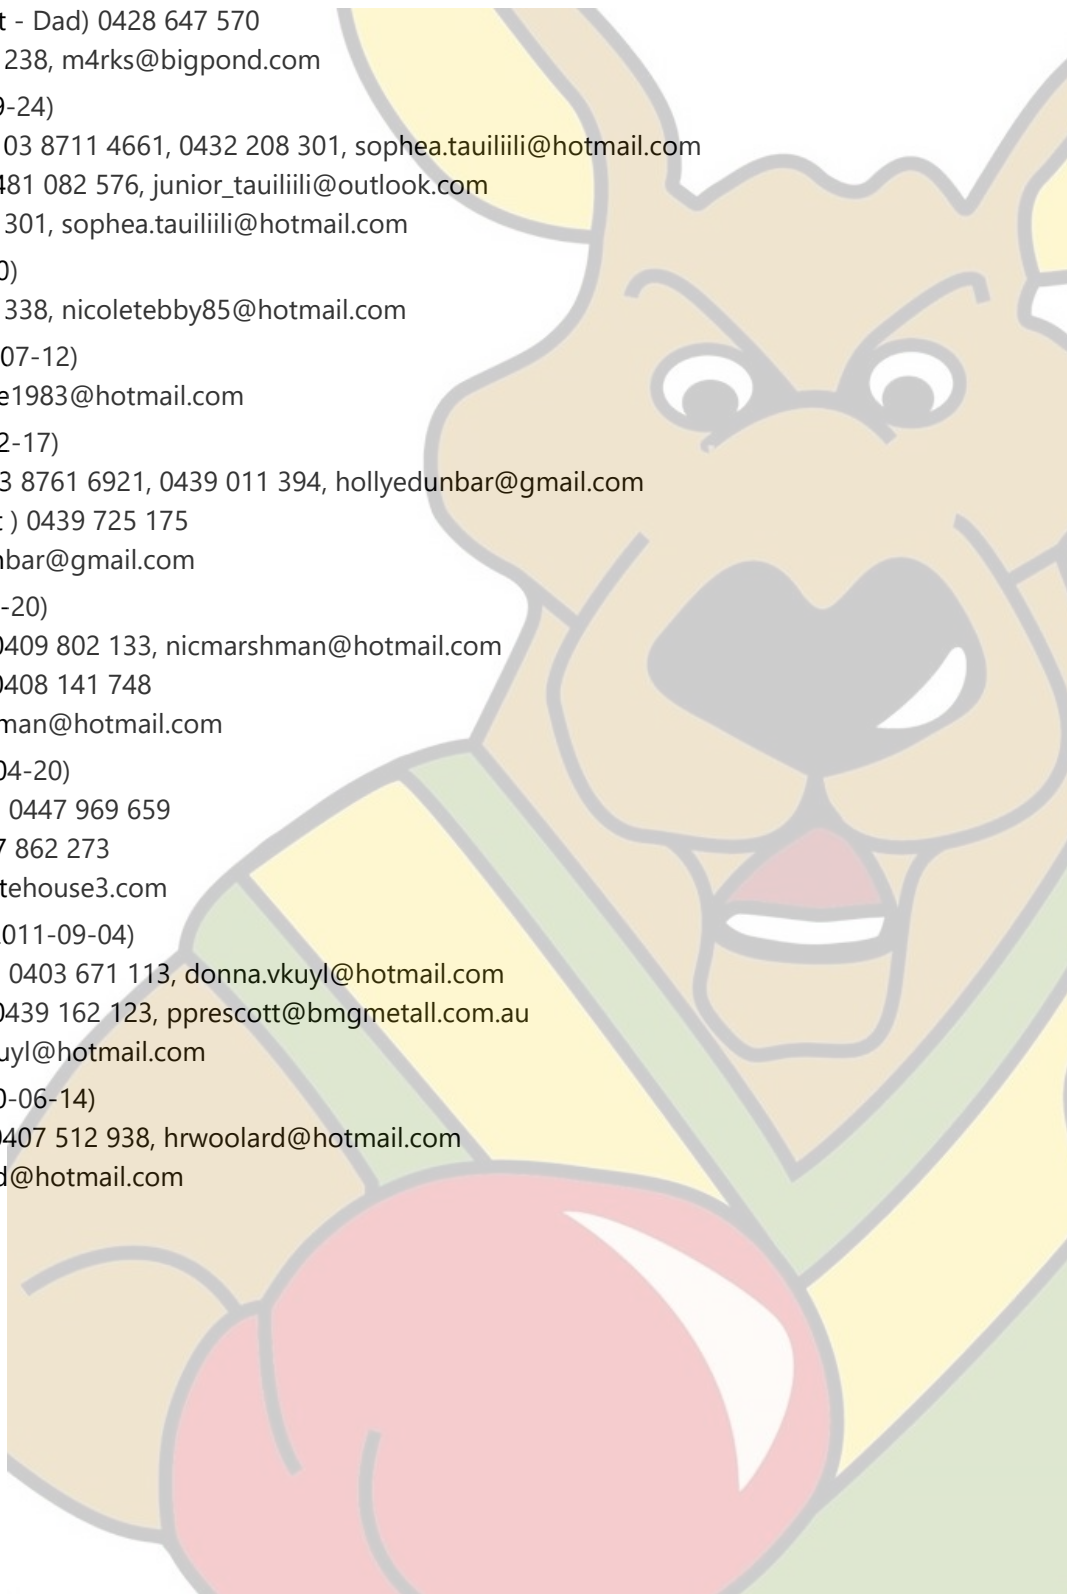 t - Dad) 0428 647 570
238, m4rks@bigpond.com
9-24)
03 8711 4661, 0432 208 301, sophea.tauiliili@hotmail.com
481 082 576, junior_tauiliili@outlook.com
301, sophea.tauiliili@hotmail.com
0)
338, nicoletebby85@hotmail.com
07-12)
e1983@hotmail.com
2-17)
3 8761 6921, 0439 011 394, hollyedunbar@gmail.com
t ) 0439 725 175
nbar@gmail.com
-20)
0409 802 133, nicmarshman@hotmail.com
0408 141 748
man@hotmail.com
04-20)
0447 969 659
7 862 273
tehouse3.com
2011-09-04)
0403 671 113, donna.vkuyl@hotmail.com
0439 162 123, pprescott@bmgmetall.com.au
uyl@hotmail.com
0-06-14)
0407 512 938, hrwoolard@hotmail.com
d@hotmail.com